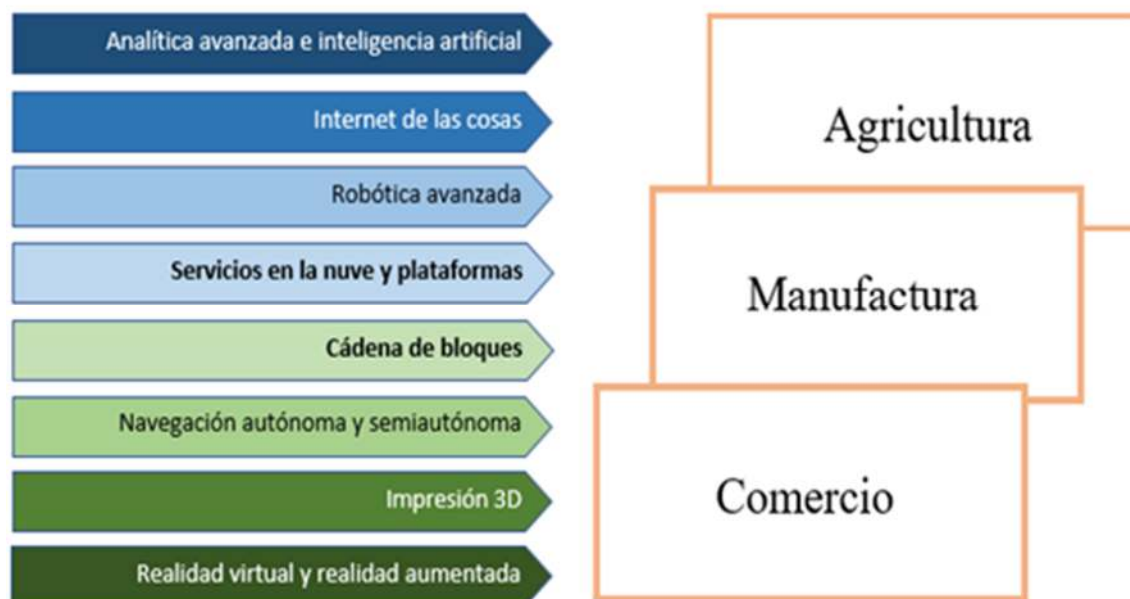 Analítica avanzada e inteligencia artificial
Internet de las cosas
Robótica avanzada
Servicios en la nuve y plataformas
Cádena de bloques
Navegación autónoma y semiautónoma
Impresión 3D
Realidad virtual y realidad aumentada
Agricultura
Manufactura
Comercio